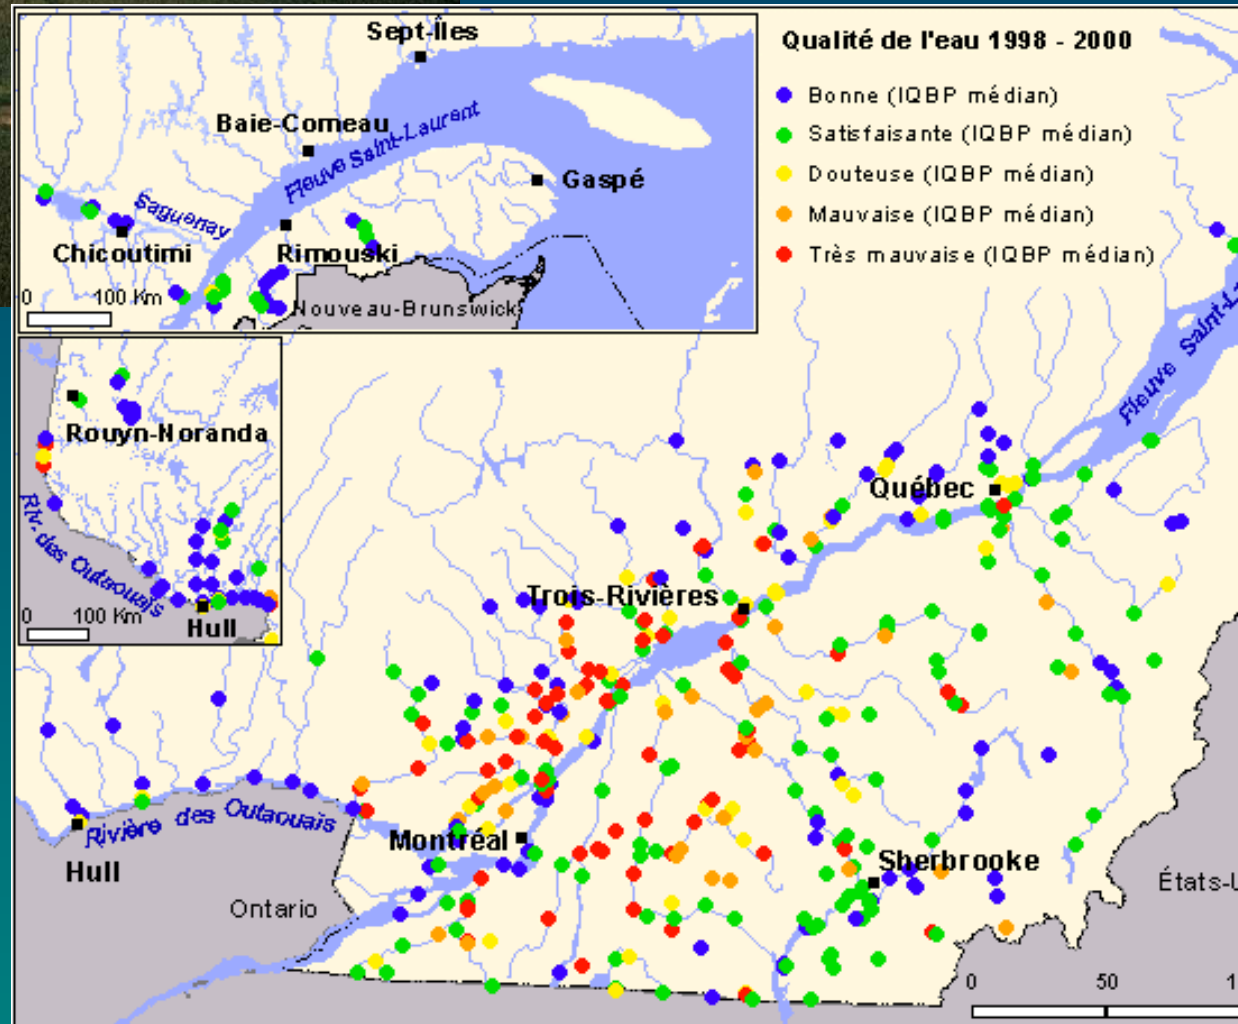 Sept-Îles
Baie-Comeau
Fleuve Saint-Laurent
Gaspé
Saguenay
Chicoutimi
Rimouski
0 100 Km
Nouveau-Brunswick
Qualité de l'eau 1998 - 2000
Bonne (IQBP médian)
Satisfaisante (IQBP médian)
Douteuse (IQBP médian)
Mauvaise (IQBP médian)
Très mauvaise (IQBP médian)
Rouyn-Noranda
Riv. des Outaouais
0 100 Km
Hull
Fleuve Saint-La
Québec
Trois-Rivières
Rivière des Outaouais
Montréal
Hull
Sherbrooke
Ontario
États-U
0 50 1